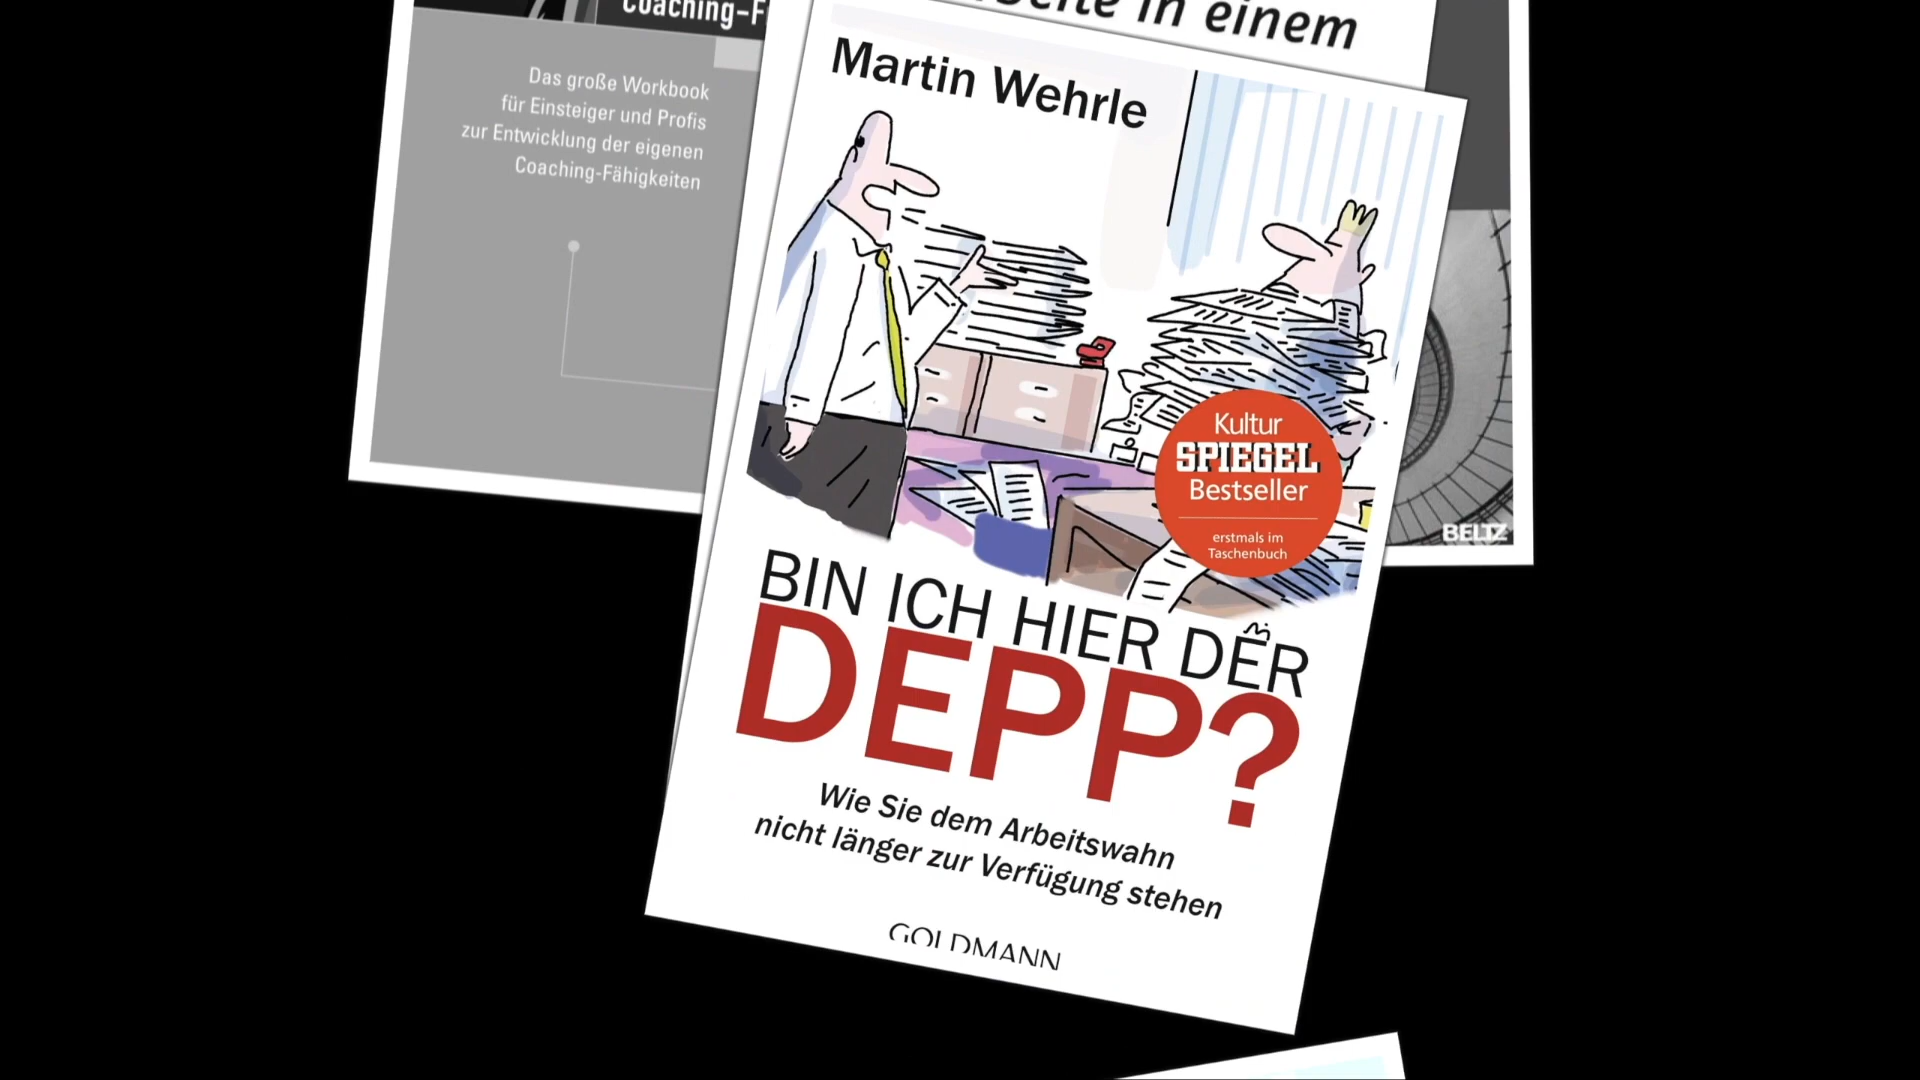 Coaching-F
Das große Workbook
für Einsteiger und Profis
zur Entwicklung der eigenen
Coaching-Fähigkeiten
in einem
Martin Wehrle
Kultur
SPIEGEL
Bestseller
erstmals im
Taschenbuch
BELTZ
BIN ICH HIER DER
DEPP?
Wie Sie dem Arbeitswahn
nicht länger zur Verfügung stehen
GOLDMANN